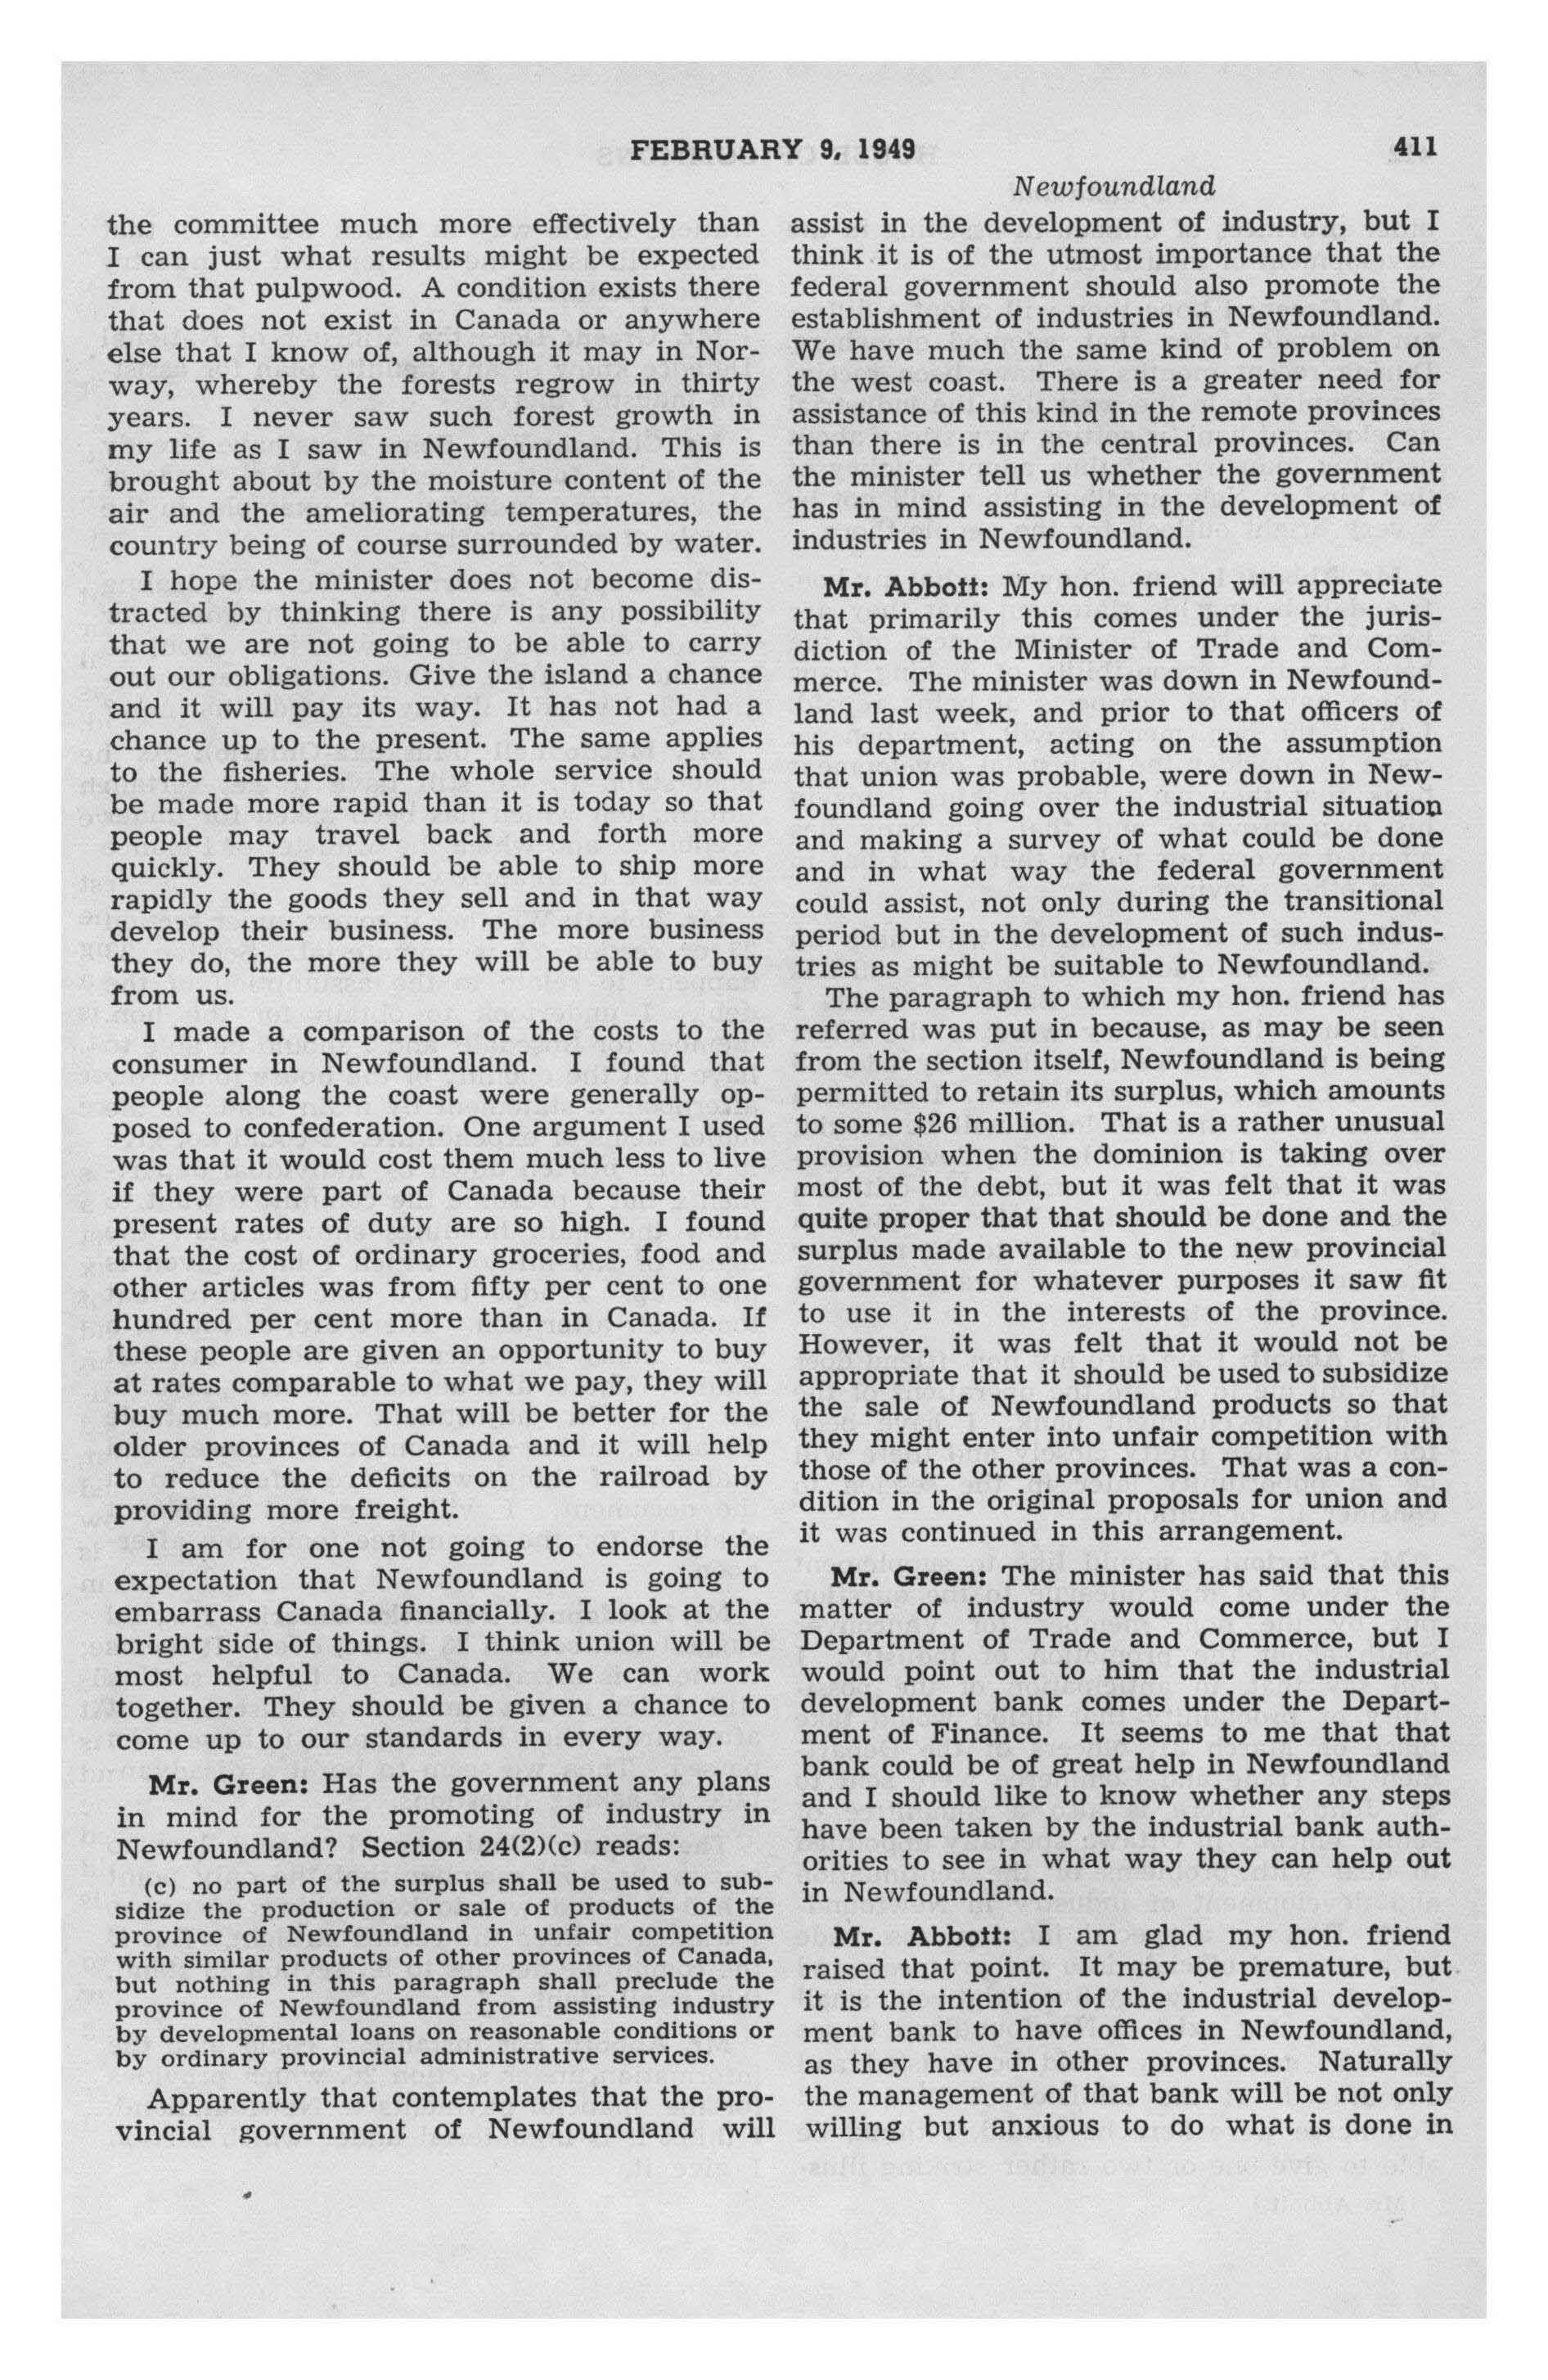 FEBRUARY 9, 1949 411
Newfoundland
the committee much more effectively than
I can just what results might be expected
from that pulpwood. A condition exists there
that does not exist in Canada or anywhere
else that I know of, although it may in Nor-
way, whereby the forests regrow in thirty
years. I never saw such forest growth in
my life as I saw in Newfoundland. This is
brought about by the moisture content of the
air and the ameliorating temperatures, the
country being of course surrounded by water.
I hope the minister does not become dis-
tracted by thinking there is any possibility
that we are not going to be able to carry
out our obligations. Give the island a chance
and it will pay its way. It has not had a
chance up to the present. The same applies
to the fisheries. The whole service should
be made more rapid than it is today so that
people may travel back and forth more
quickly. They should be able to ship more
rapidly the goods they sell and in that way
develop their business. The more business
they do, the more they will be able to buy
from us.
I made a comparison of the costs to the
consumer in Newfoundland. I found that
people along the coast were generally op-
posed to confederation. One argument I used
was that it would cost them much less to live
if they were part of Canada because their
present rates of duty are so high. I found
that the cost of ordinary groceries, food and
other articles was from fifty per cent to one
hundred per cent more than in Canada. If
these people are given an opportunity to buy
at rates comparable to what we pay, they will
buy much more. That will be better for the
older provinces of Canada and it will help
to reduce the deficits on the railroad by
providing more freight.
I am for one not going to endorse the
expectation that Newfoundland is going to
embarrass Canada financially. I look at the
bright side of things. I think union will be
most helpful to Canada. We can work
together. They should be given a chance to
come up to our standards in every way.
Mr. Green: Has the government any plans
in mind for the promoting of industry in
Newfoundland? Section 24(2)(c) reads:
(c) no part of the surplus shall be used to sub-
sidize the production or sale of products of the
province of Newfoundland in unfair competition
with similar products of other provinces of Canada,
but nothing in this paragraph shall preclude the
province of Newfoundland from assisting industry
by developmental loans on reasonable conditions or
by ordinary provincial administrative services.
Apparently that contemplates that the pro-
vincial government of Newfoundland will
assist in the development of industry, but I
think it is of the utmost importance that the
federal government should also promote the
establishment of industries in Newfoundland.
We have much the same kind of problem on
the west coast. There is a greater need for
assistance of this kind in the remote provinces
than there is in the central provinces. Can
the minister tell us whether the government
has in mind assisting in the development of
industries in Newfoundland.
Mr. Abbott: My hon. friend will appreciate
that primarily this comes under the juris-
diction of the Minister of Trade and Com-
merce. The minister was down in Newfound-
land last week, and prior to that officers of
his department, acting on the assumption
that union was probable, were down in New-
foundland going over the industrial situation
and making a survey of what could be done
and in what way the federal government
could assist, not only during the transitional
period but in the development of such indus-
tries as might be suitable to Newfoundland.
The paragraph to which my hon. friend has
referred was put in because, as may be seen
from the section itself, Newfoundland is being
permitted to retain its surplus, which amounts
to some $26 million. That is a rather unusual
provision when the dominion is taking over
most of the debt, but it was felt that it was
quite proper that that should be done and the
surplus made available to the new provincial
government for whatever purposes it saw fit
to use it in the interests of the province.
However, it was felt that it would not be
appropriate that it should be used to subsidize
the sale of Newfoundland products so that
they might enter into unfair competition with
those of the other provinces. That was a con-
dition in the original proposals for union and
it was continued in this arrangement.
Mr. Green: The minister has said that this
matter of industry would come under the
Department of Trade and Commerce, but I
would point out to him that the industrial
development bank comes under the Depart-
ment of Finance. It seems to me that that
bank could be of great help in Newfoundland
and I should like to know whether any steps
have been taken by the industrial bank auth-
orities to see in what way they can help out
in Newfoundland.
Mr. Abbott: I am glad my hon. friend
raised that point. It may be premature, but
it is the intention of the industrial develop-
ment bank to have offices in Newfoundland,
as they have in other provinces. Naturally
the management of that bank will be not only
willing but anxious to do what is done in